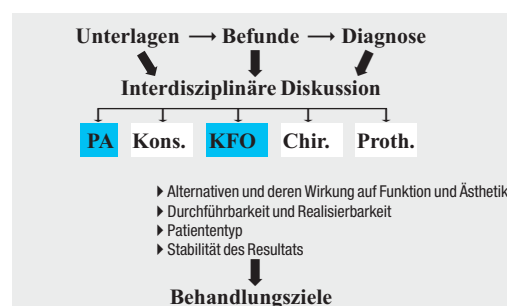 Unterlagen → Befunde → Diagnose
Interdisziplinäre Diskussion
PA Kons. KFO Chir. Proth.
Alternativen und deren Wirkung auf Funktion und Ästhetik
Durchführbarkeit und Realisierbarkeit
Patiententyp
Stabilität des Resultats
Behandlungsziele